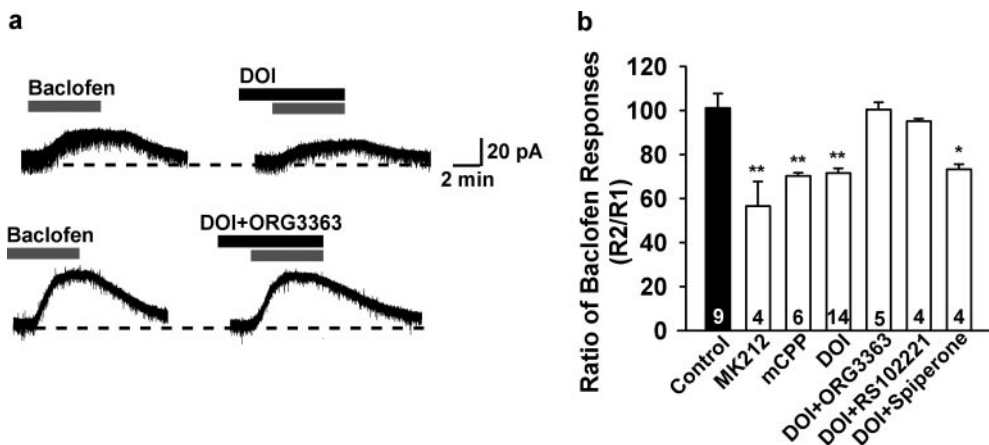 a
Baclofen
DOI
20 pA
2 min
Baclofen
DOI+ORG3363
b
Ratio of Baclofen Responses
(R2/R1)
120
100
80
60
40
20
0
**
**
**
*
9
4
6
14
5
4
4
Control
MK212
mCPP
DOI
DOI+ORG3363
DOI+RS102221
DOI+Spiperone